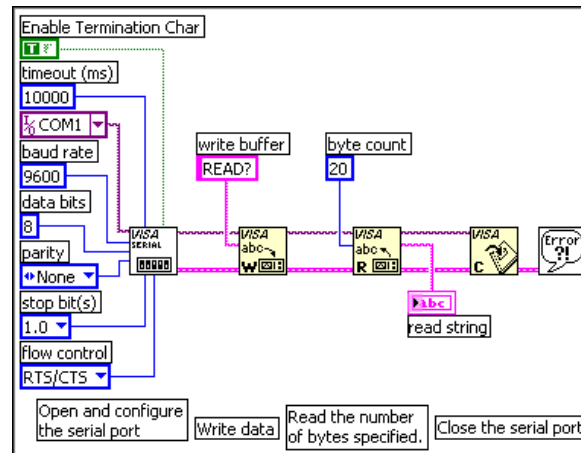 Enable Termination Char
T
timeout (ms)
10000
I/O COM1
baud rate
9600
data bits
8
parity
None
stop bit(s)
1.0
flow control
RTS/CTS
VISA
SERIAL
write buffer
READ?
VISA
abc
W
byte count
20
VISA
abc
R
abc
read string
VISA
C
Error
?!
Open and configure
the serial port
Write data
Read the number
of bytes specified.
Close the serial port